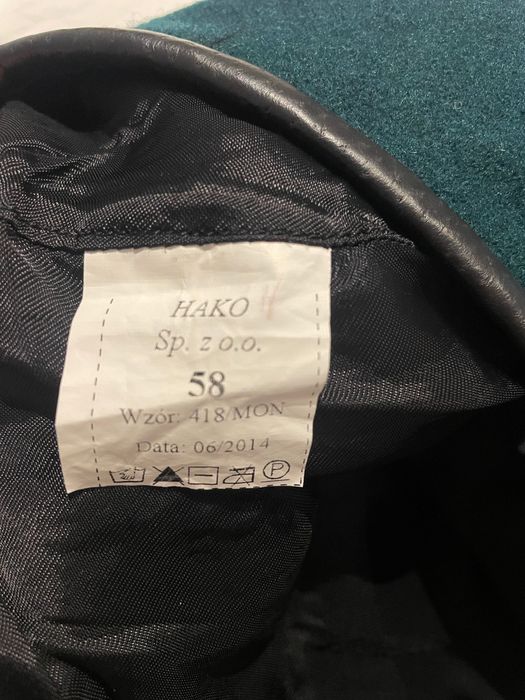 HAKO
Sp. z o.o.
58
Wzór: 418/MON
Data: 06/2014
P